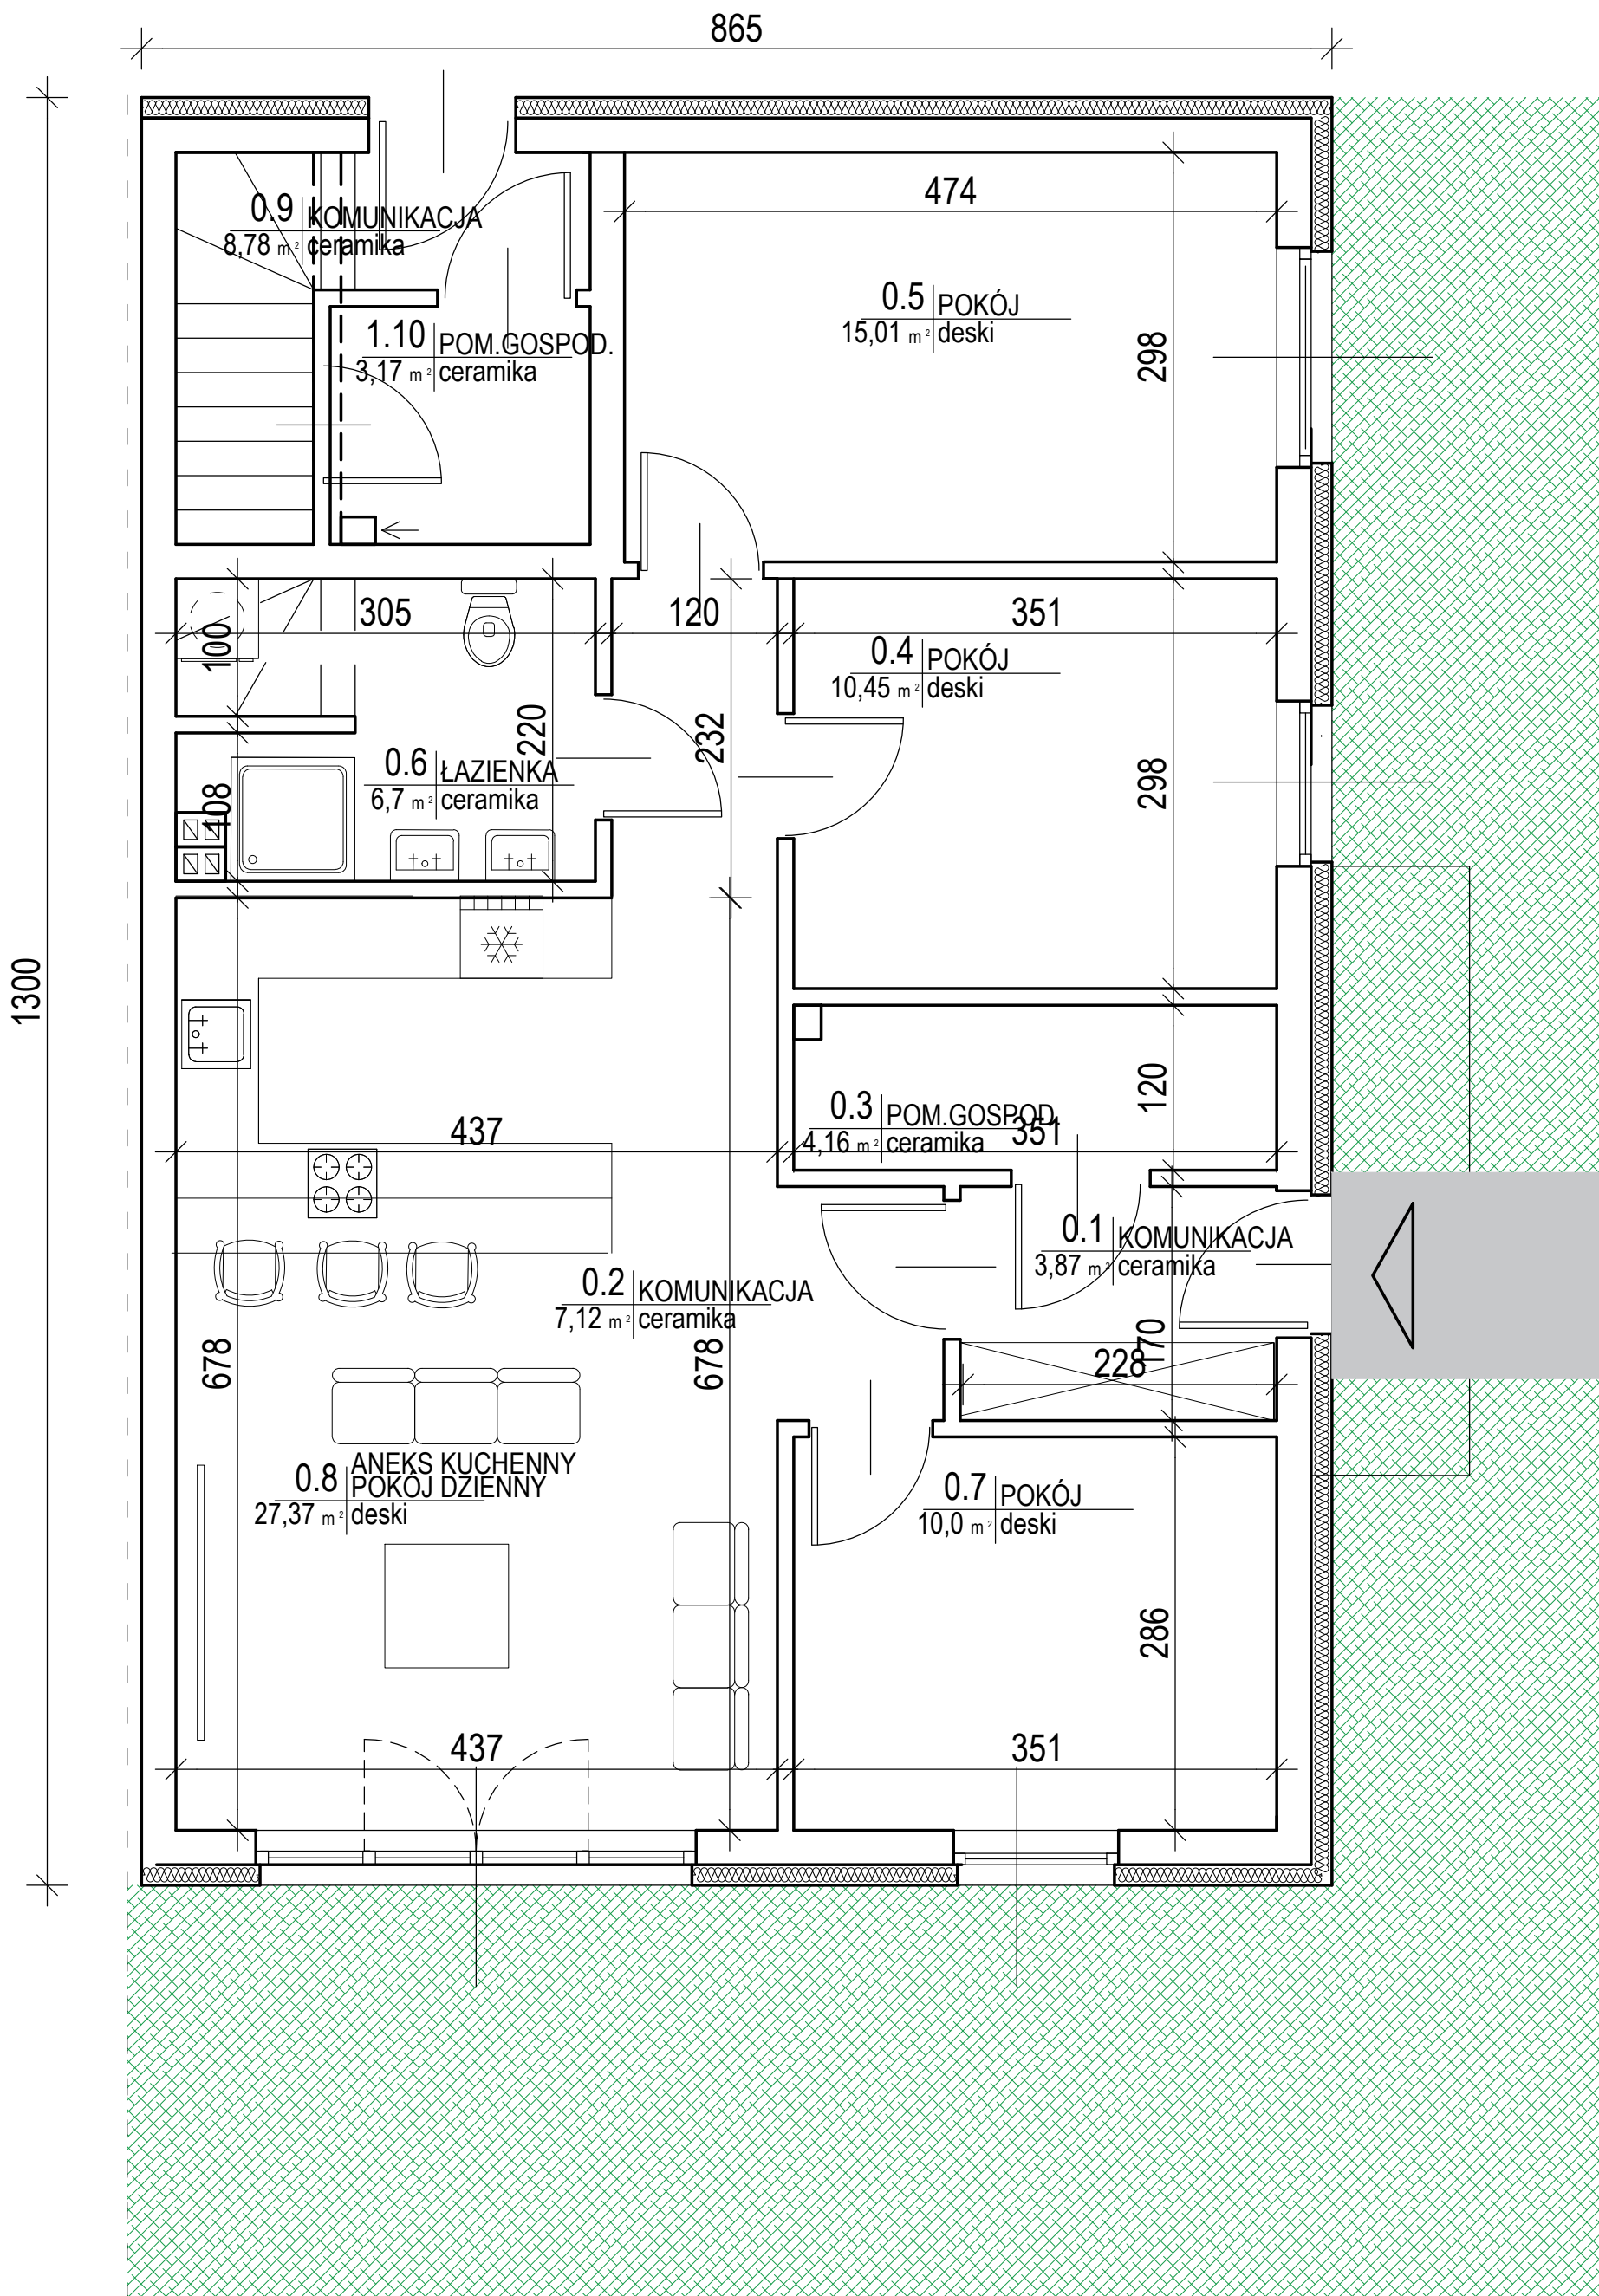 865
1300
474
0.9 KOMUNIKACJA
8,78 m² ceramika
0.5 POKÓJ
15,01 m² deski
298
1.10 POM.GOSPOD.
3,17 m² ceramika
305
120
351
100
0.4 POKÓJ
10,45 m² deski
220
232
298
0.6 ŁAZIENKA
6,7 m² ceramika
108
120
0.3 POM.GOSPOD.
4,16 m² ceramika
437
351
0.1 KOMUNIKACJA
3,87 m² ceramika
0.2 KOMUNIKACJA
7,12 m² ceramika
170
228
678
678
ANEKS KUCHENNY
0.8 POKÓJ DZIENNY
27,37 m² deski
0.7 POKÓJ
10,0 m² deski
286
437
351